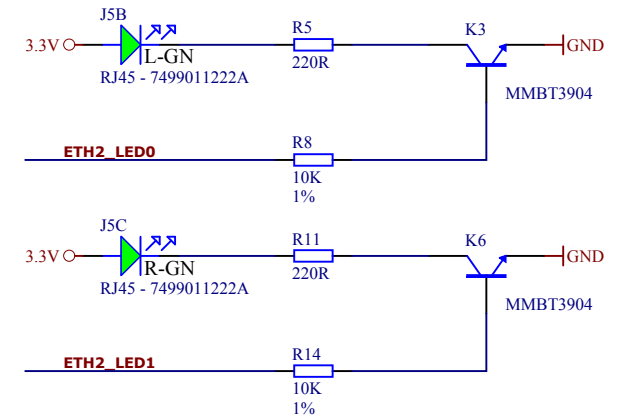 J5B
R5
K3
3.3V
L-GN
GND
220R
RJ45 - 7499011222A
MMBT3904
R8
ETH2_LED0
10K
1%
J5C
R11
K6
3.3V
R-GN
GND
220R
RJ45 - 7499011222A
MMBT3904
R14
ETH2_LED1
10K
1%